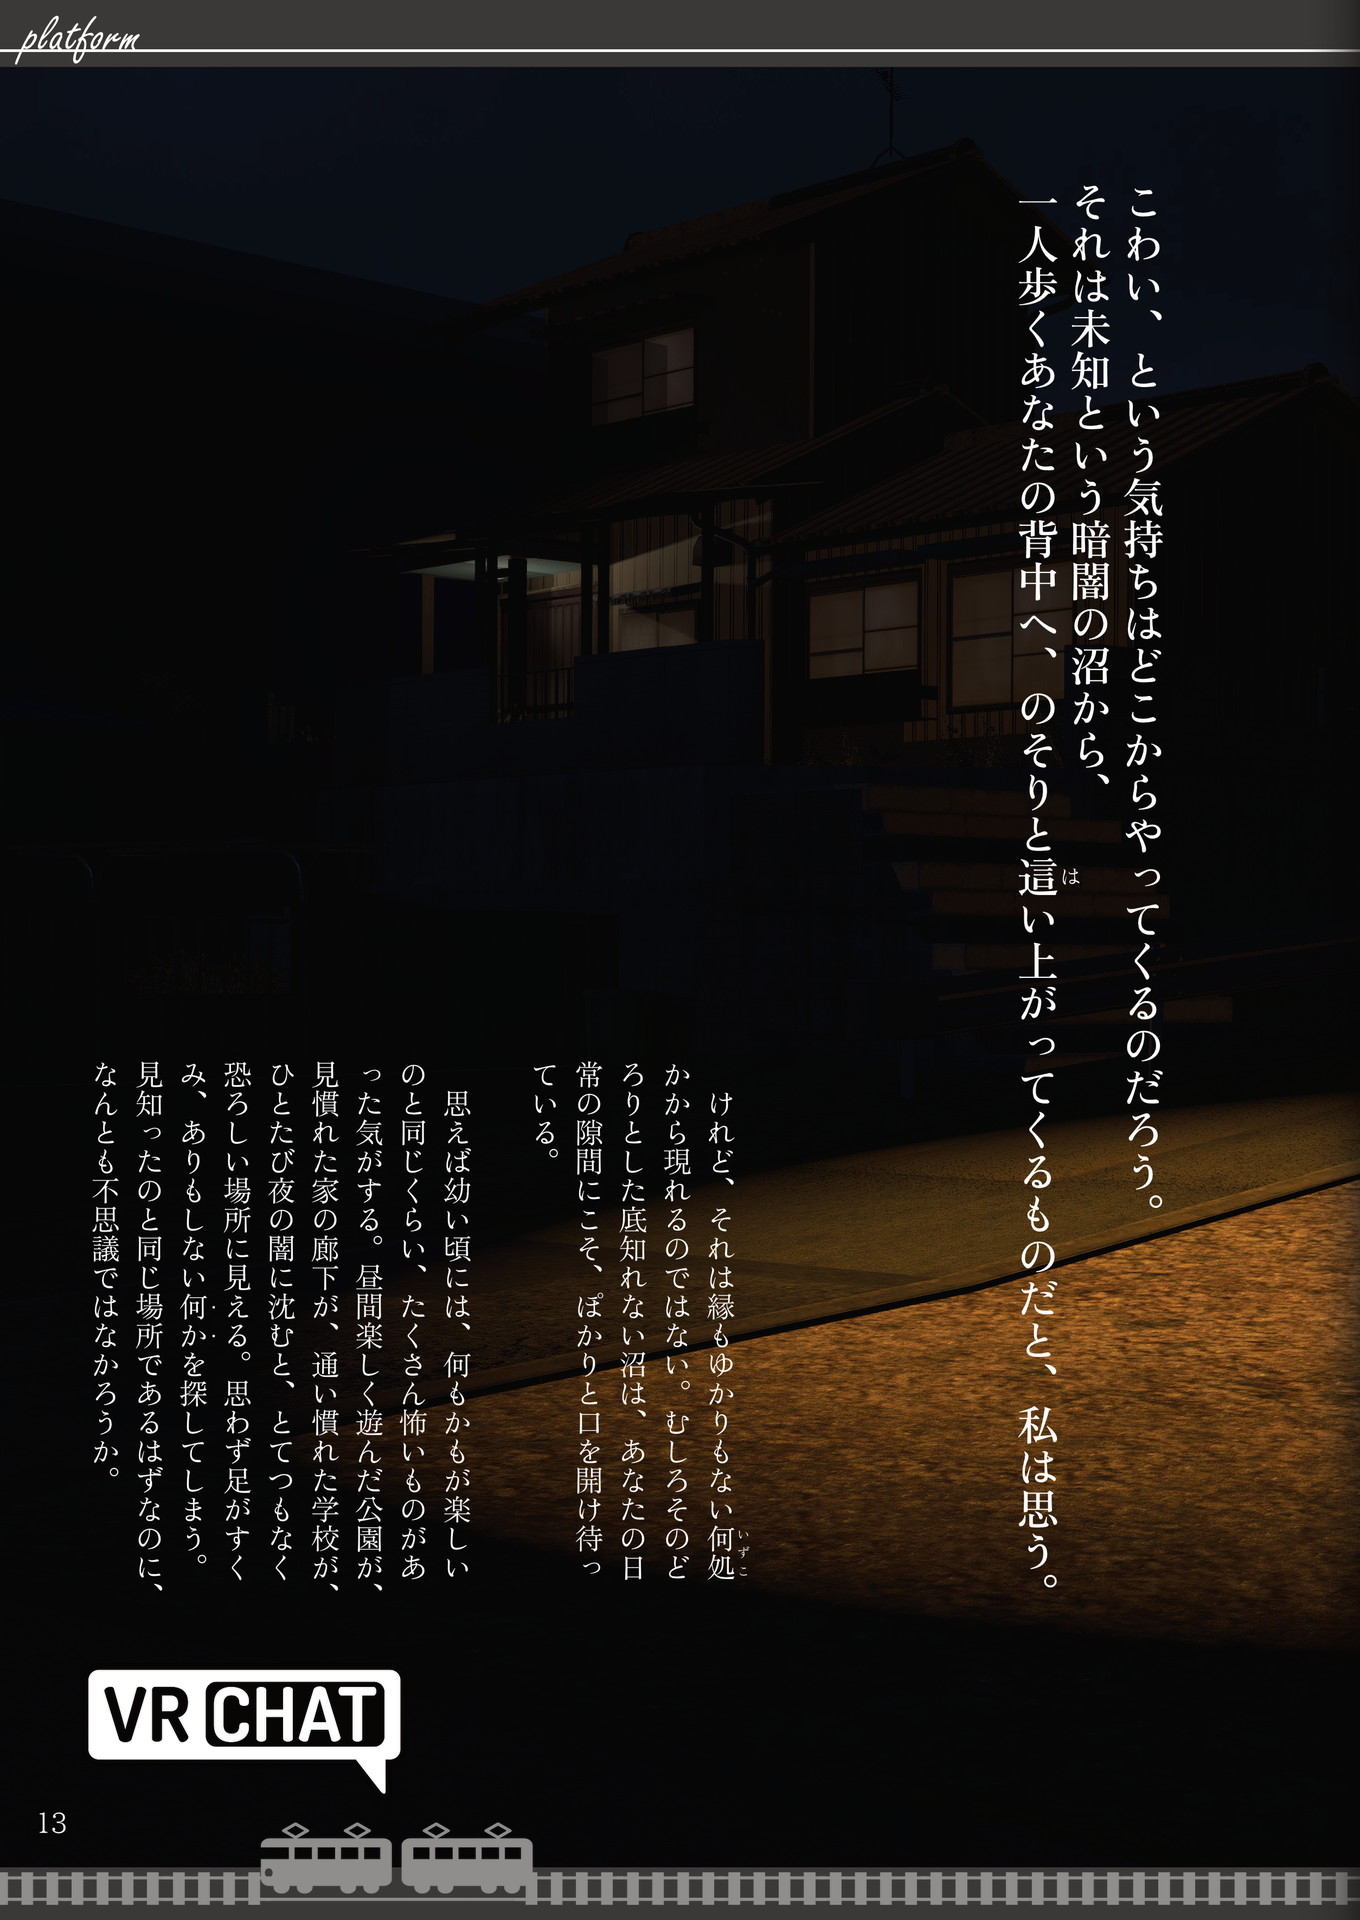 platform
こわい、という気持ちはどこからやってくるのだろう。
それは未知という暗闇の沼から、
一人歩くあなたの背中へ、のそりと這い上がってくるものだと、私は思う。
は
けれど、それは縁もゆかりもない何処
いずこ
かから現れるのではない。むしろそのど
ろりとした底知れない沼は、あなたの日
常の隙間にこそ、ぽかりと口を開け待っ
ている。
思えば幼い頃には、何もかもが楽しい
のと同じくらい、たくさん怖いものがあ
った気がする。昼間楽しく遊んだ公園が、
見慣れた家の廊下が、通い慣れた学校が、
ひとたび夜の闇に沈むと、とてつもなく
恐ろしい場所に見える。思わず足がすく
み、ありもしない何かを探してしまう。
見知ったのと同じ場所であるはずなのに、
なんとも不思議ではなかろうか。
VRCHAT
13